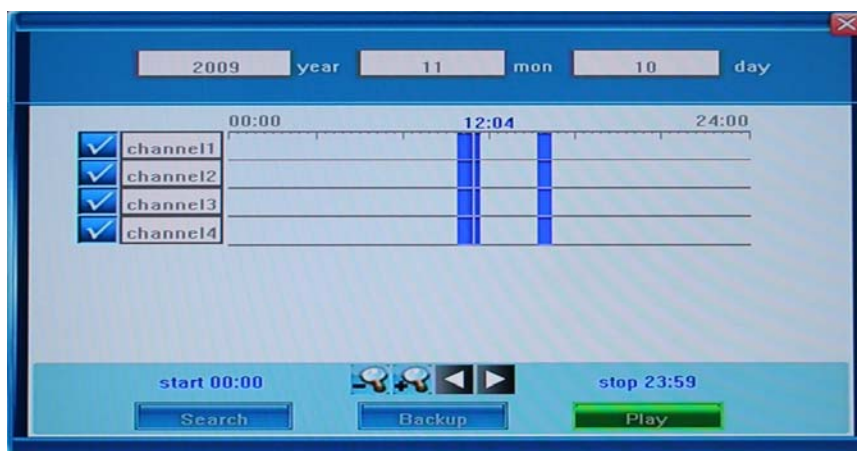 2009 year 11 mon 10 day
00:00 12:04 24:00
channel1
channel2
channel3
channel4
start 00:00 stop 23:59
Search Backup Play